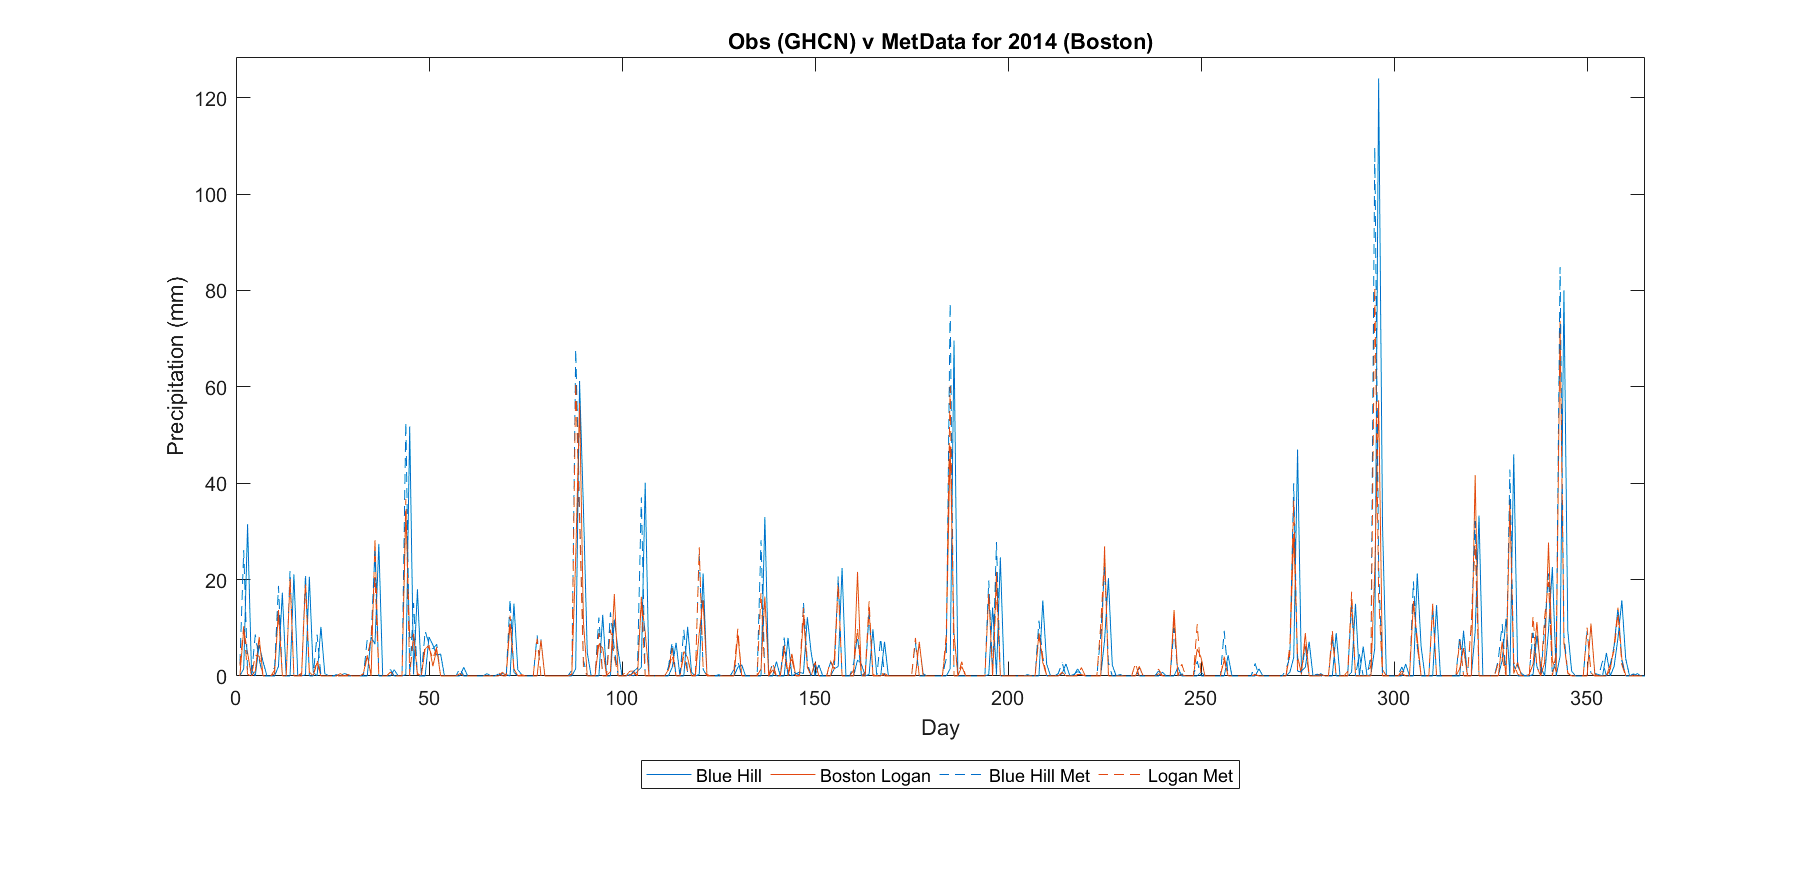 Obs (GHCN) v MetData for 2014 (Boston)
120
100
80
60
40
20
0
Precipitation (mm)
0 50 100 150 200 250 300 350
Day
Blue Hill Boston Logan Blue Hill Met Logan Met